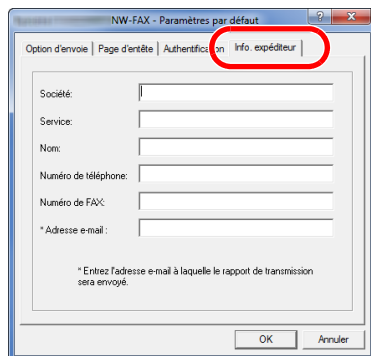 NW-FAX - Paramètres par défaut
Option d'envoie Page d'entête Authentification Info. expéditeur
Société:
Service:
Nom:
Numéro de téléphone:
Numéro de FAX:
* Adresse e-mail :
* Entrez l'adresse e-mail à laquelle le rapport de transmission
sera envoyé.
OK Annuler